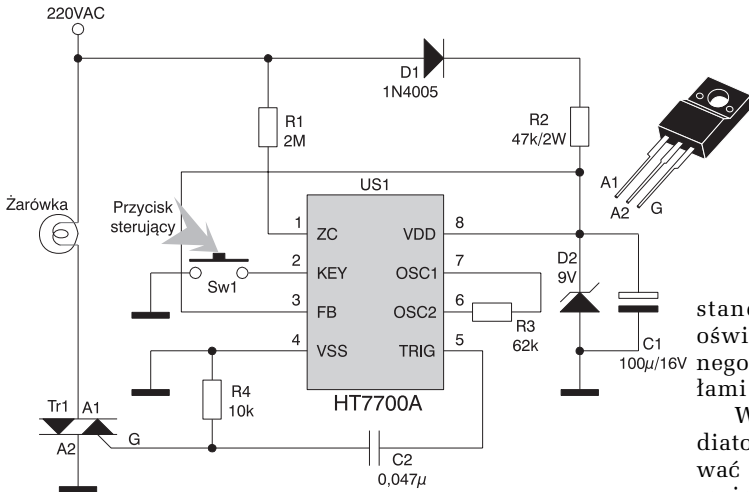 220VAC
D1
1N4005
R1
2M
R2
47k/2W
A1
A2
G
Żarówka
Przycisk
sterujący
US1
1
ZC
VDD
8
2
KEY
OSC1
7
Sw1
3
FB
OSC2
6
4
VSS
TRIG
5
R3
62k
D2
9V
C1
100µ/16V
HT7700A
R4
10k
Tr1
A1
A2
G
C2
0,047µ
stano
oświ
nego
łami
W
diato
wać